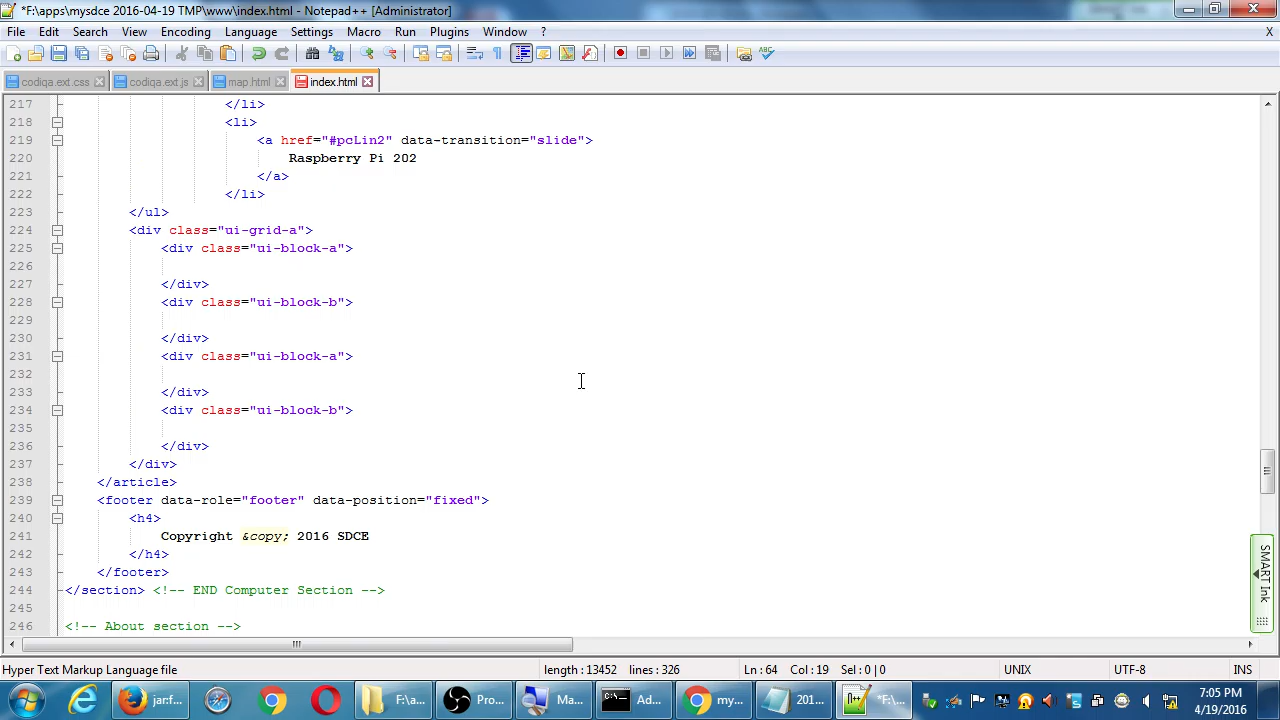 *F:\apps\mysdce 2016-04-19 TMP\www\index.html - Notepad++ [Administrator]
File Edit Search View Encoding Language Settings Macro Run Plugins Window ? X
codiqa.ext.css codiqa.ext.js map.html index.html
217 </li>
218 <li>
219 <a href="#pcLin2" data-transition="slide">
220 Raspberry Pi 202
221 </a>
222 </li>
223 </ul>
224 <div class="ui-grid-a">
225 <div class="ui-block-a">
226
227 </div>
228 <div class="ui-block-b">
229
230 </div>
231 <div class="ui-block-a">
232
233 </div>
234 <div class="ui-block-b">
235
236 </div>
237 </div>
238 </article>
239 <footer data-role="footer" data-position="fixed">
240 <h4>
241 Copyright &copy; 2016 SDCE
242 </h4>
243 </footer>
244 </section> <!-- END Computer Section -->
245
246 <!-- About section -->
SMART Ink
Hyper Text Markup Language file length : 13452 lines : 326 Ln : 64 Col : 19 Sel : 0 | 0 UNIX UTF-8 INS
jar:f... F:\a... Pro... Ma... Ad... my... 201... *F:\... 7:05 PM
4/19/2016